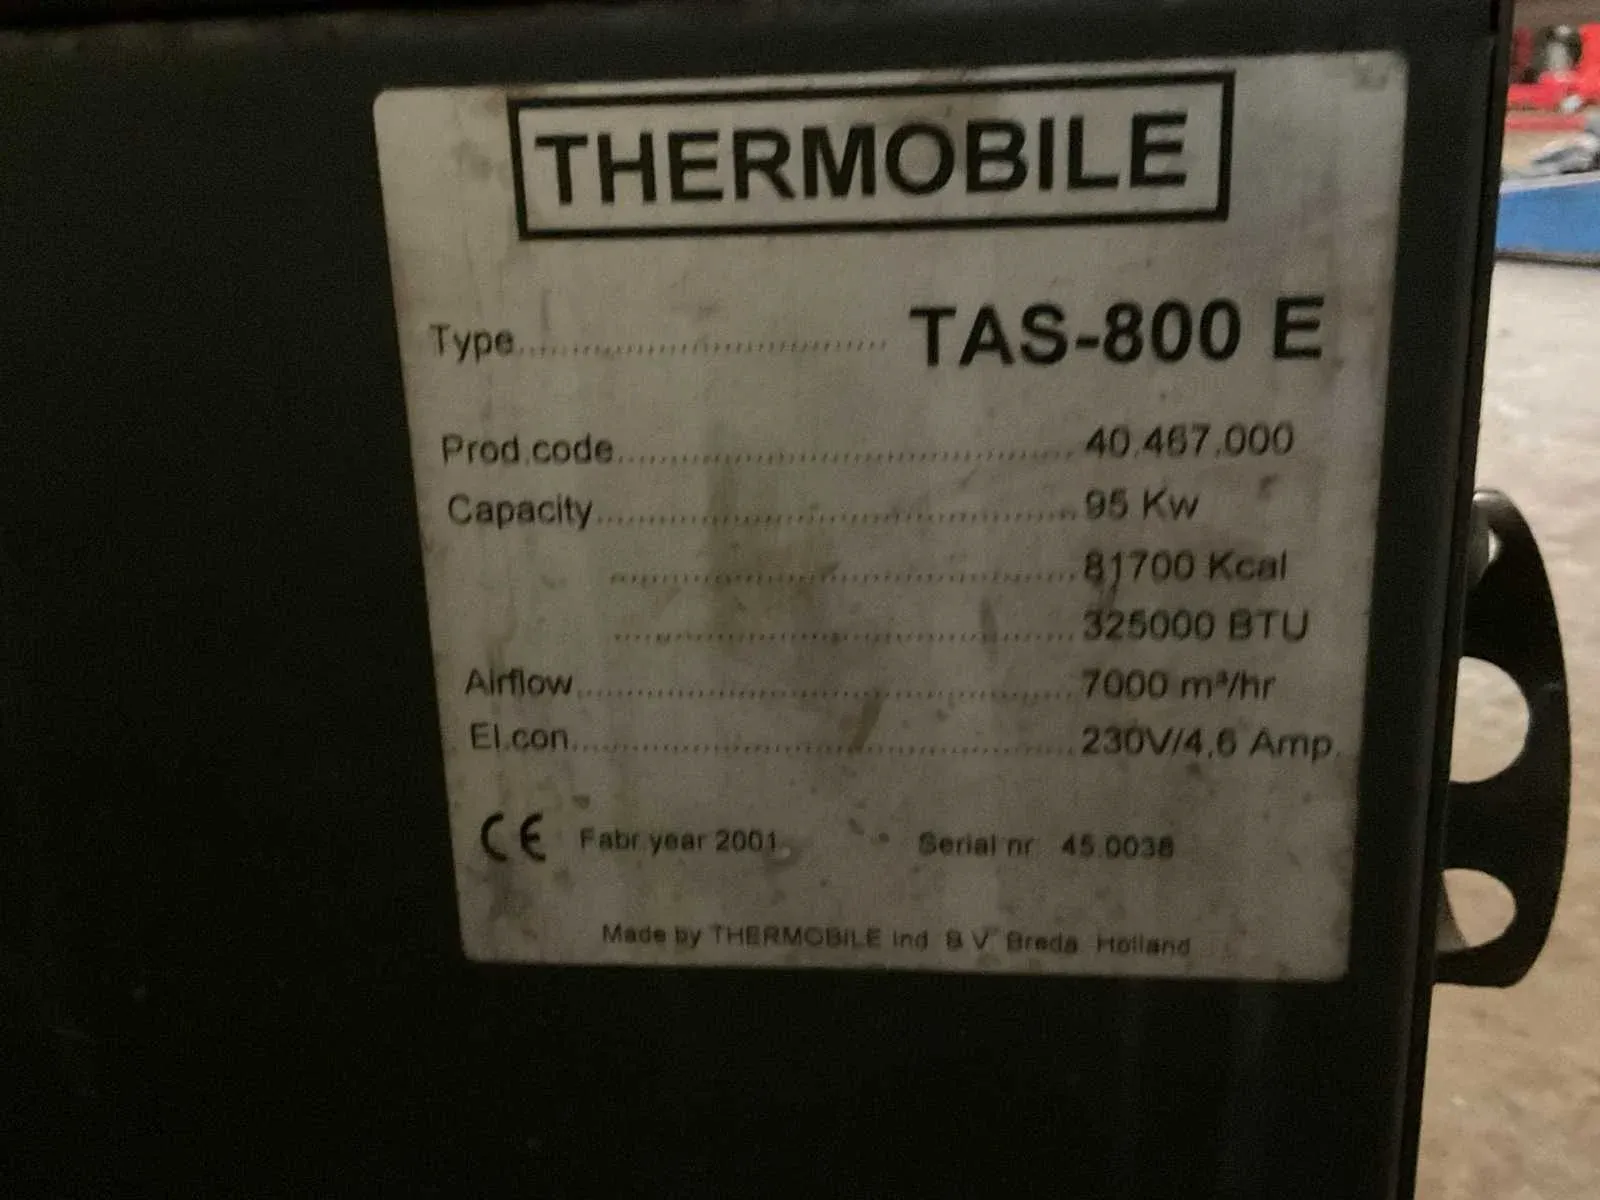 THERMOBILE
Type.............................. TAS-800 E
Prod.code.............................. 40.467.000
Capacity.............................. 95 Kw
.............................. 81700 Kcal
.............................. 325000 BTU
Airflow.............................. 7000 m³/hr
El.con.............................. 230V/4,6 Amp.
CE Fabr.year 2001 Serial nr 45.0038
Made by THERMOBILE Ind B V Breda Holland